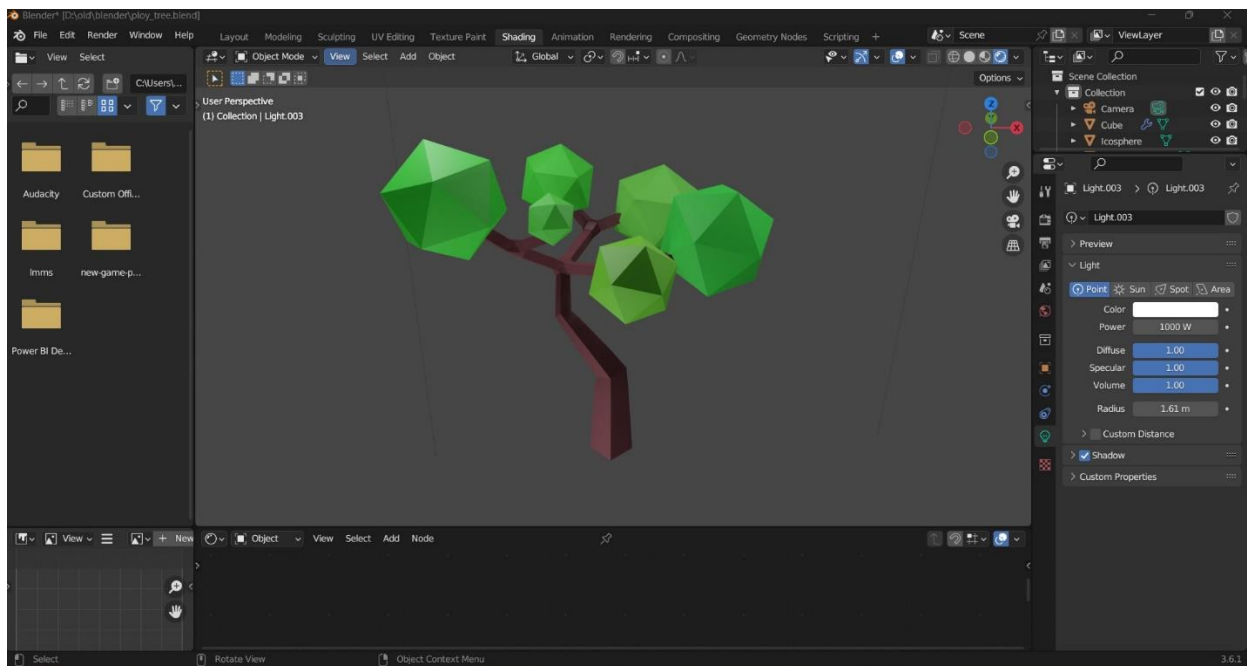 Blender* [D:\old\blender\ploy_tree.blend]
File Edit Render Window Help Layout Modeling Sculpting UV Editing Texture Paint Shading Animation Rendering Compositing Geometry Nodes Scripting + Scene ViewLayer
View Select
Object Mode View Select Add Object Global
C:\Users\...
Options
User Perspective
(1) Collection | Light.003
Z
X
Audacity Custom Offi...
lmms new-game-p...
Power BI De...
Scene Collection
Collection
Camera
Cube
Icosphere
Light.003 > Light.003
Light.003
Preview
Light
Point Sun Spot Area
Color
Power 1000 W
Diffuse 1.00
Specular 1.00
Volume 1.00
Radius 1.61 m
Custom Distance
Shadow
Custom Properties
View + New
Object View Select Add Node
Select Rotate View Object Context Menu 3.6.1